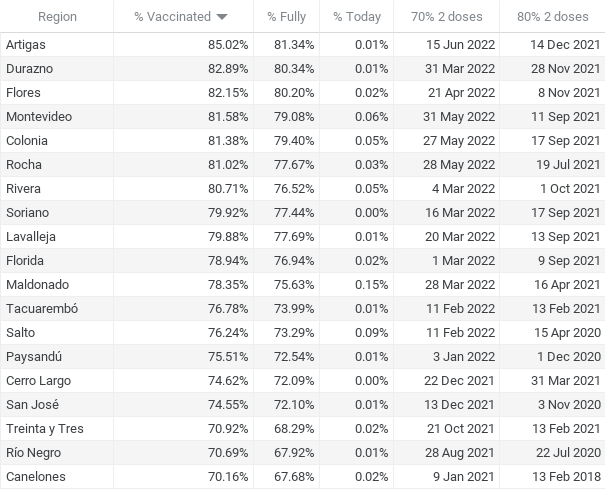 Region % Vaccinated % Fully % Today 70% 2 doses 80% 2 doses
Artigas 85.02% 81.34% 0.01% 15 Jun 2022 14 Dec 2021
Durazno 82.89% 80.34% 0.01% 31 Mar 2022 28 Nov 2021
Flores 82.15% 80.20% 0.02% 21 Apr 2022 8 Nov 2021
Montevideo 81.58% 79.08% 0.06% 31 May 2022 11 Sep 2021
Colonia 81.38% 79.40% 0.05% 27 May 2022 17 Sep 2021
Rocha 81.02% 77.67% 0.03% 28 May 2022 19 Jul 2021
Rivera 80.71% 76.52% 0.05% 4 Mar 2022 1 Oct 2021
Soriano 79.92% 77.44% 0.00% 16 Mar 2022 17 Sep 2021
Lavalleja 79.88% 77.69% 0.01% 20 Mar 2022 13 Sep 2021
Florida 78.94% 76.94% 0.02% 1 Mar 2022 9 Sep 2021
Maldonado 78.35% 75.63% 0.15% 28 Mar 2022 16 Apr 2021
Tacuarembó 76.78% 73.99% 0.01% 11 Feb 2022 13 Feb 2021
Salto 76.24% 73.29% 0.09% 11 Feb 2022 15 Apr 2020
Paysandú 75.51% 72.54% 0.01% 3 Jan 2022 1 Dec 2020
Cerro Largo 74.62% 72.09% 0.00% 22 Dec 2021 31 Mar 2021
San José 74.55% 72.10% 0.01% 13 Dec 2021 3 Nov 2020
Treinta y Tres 70.92% 68.29% 0.02% 21 Oct 2021 13 Feb 2021
Río Negro 70.69% 67.92% 0.01% 28 Aug 2021 22 Jul 2020
Canelones 70.16% 67.68% 0.02% 9 Jan 2021 13 Feb 2018